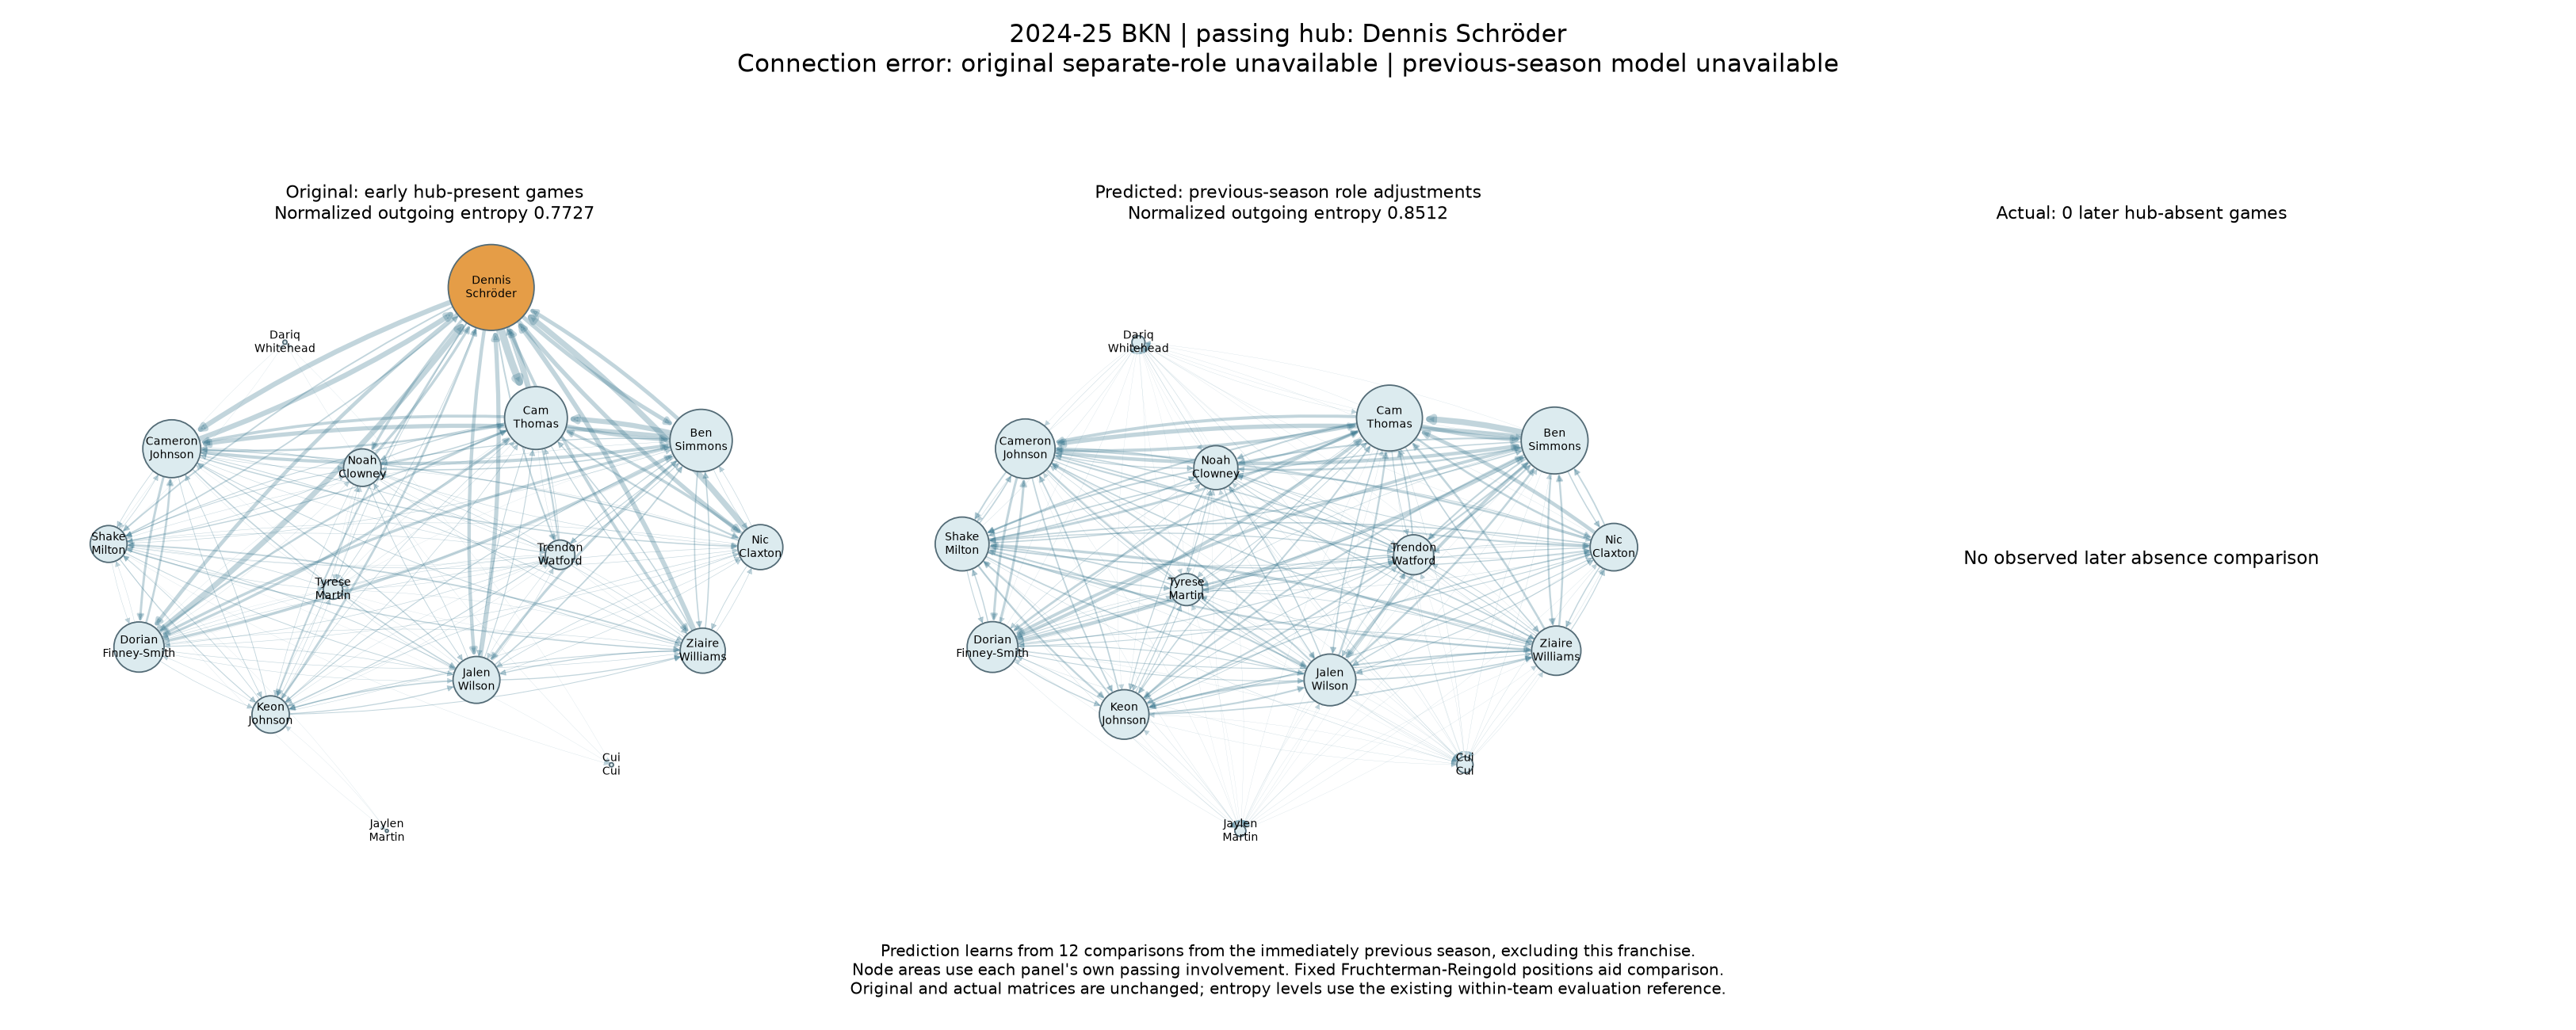 2024-25 BKN | passing hub: Dennis Schröder
Connection error: original separate-role unavailable | previous-season model unavailable
Original: early hub-present games
Normalized outgoing entropy 0.7727
Dennis
Schröder
Dariq
Whitehead
Cam
Thomas
Ben
Simmons
Cameron
Johnson
Noah
Clowney
Shake
Milton
Trendon
Watford
Nic
Claxton
Tyrese
Martin
Dorian
Finney-Smith
Ziaire
Williams
Jalen
Wilson
Keon
Johnson
Cui
Cui
Jaylen
Martin
Predicted: previous-season role adjustments
Normalized outgoing entropy 0.8512
Dariq
Whitehead
Cam
Thomas
Ben
Simmons
Cameron
Johnson
Noah
Clowney
Shake
Milton
Trendon
Watford
Nic
Claxton
Tyrese
Martin
Dorian
Finney-Smith
Ziaire
Williams
Jalen
Wilson
Keon
Johnson
Cui
Cui
Jaylen
Martin
Actual: 0 later hub-absent games
No observed later absence comparison
Prediction learns from 12 comparisons from the immediately previous season, excluding this franchise.
Node areas use each panel's own passing involvement. Fixed Fruchterman-Reingold positions aid comparison.
Original and actual matrices are unchanged; entropy levels use the existing within-team evaluation reference.